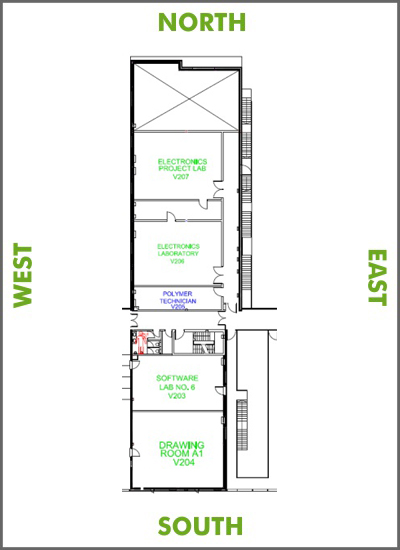 NORTH
ELECTRONICS
PROJECT LAB
V207
WEST
EAST
ELECTRONICS
LABORATORY
V206
POLYMER
TECHNICIAN
V205
SOFTWARE
LAB NO. 6
V203
DRAWING
ROOM A1
V204
SOUTH